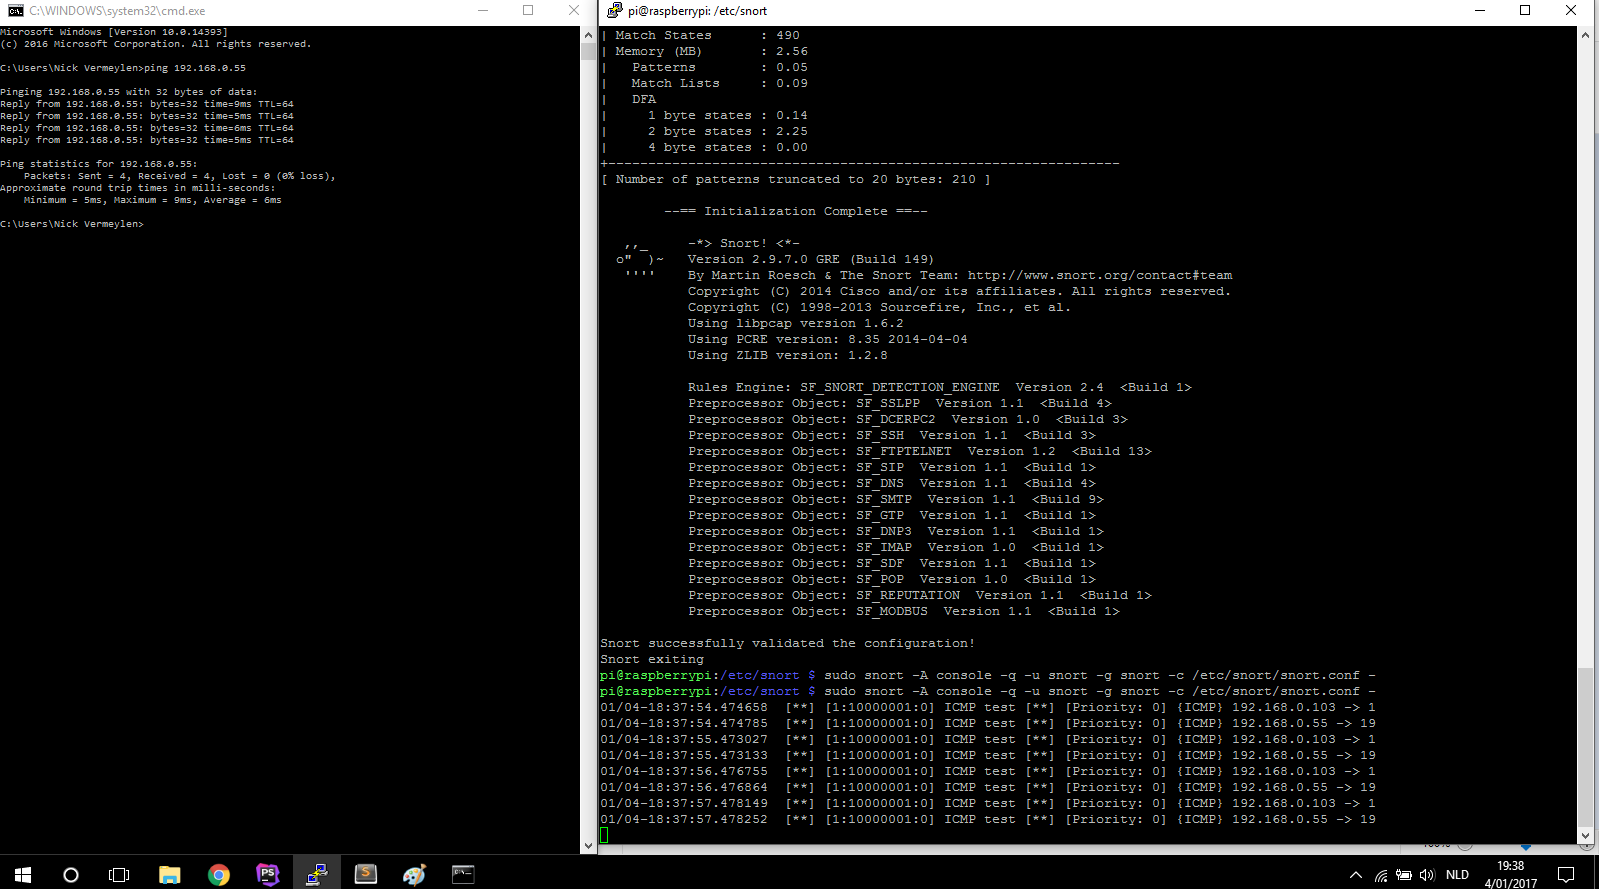 C:\WINDOWS\system32\cmd.exe
Microsoft Windows [Version 10.0.14393]
(c) 2016 Microsoft Corporation. All rights reserved.
C:\Users\Nick Vermeylen>ping 192.168.0.55
Pinging 192.168.0.55 with 32 bytes of data:
Reply from 192.168.0.55: bytes=32 time=9ms TTL=64
Reply from 192.168.0.55: bytes=32 time=5ms TTL=64
Reply from 192.168.0.55: bytes=32 time=6ms TTL=64
Reply from 192.168.0.55: bytes=32 time=5ms TTL=64
Ping statistics for 192.168.0.55:
    Packets: Sent = 4, Received = 4, Lost = 0 (0% loss),
Approximate round trip times in milli-seconds:
    Minimum = 5ms, Maximum = 9ms, Average = 6ms
C:\Users\Nick Vermeylen>
pi@raspberrypi: /etc/snort
| Match States      : 490
| Memory (MB)       : 2.56
|   Patterns        : 0.05
|   Match Lists     : 0.09
|   DFA
|     1 byte states : 0.14
|     2 byte states : 2.25
|     4 byte states : 0.00
+----------------------------------------------------------------
[ Number of patterns truncated to 20 bytes: 210 ]
        --== Initialization Complete ==--
   ,,_     -*> Snort! <*-
  o"  )~   Version 2.9.7.0 GRE (Build 149)
   ''''    By Martin Roesch & The Snort Team: http://www.snort.org/contact#team
           Copyright (C) 2014 Cisco and/or its affiliates. All rights reserved.
           Copyright (C) 1998-2013 Sourcefire, Inc., et al.
           Using libpcap version 1.6.2
           Using PCRE version: 8.35 2014-04-04
           Using ZLIB version: 1.2.8
           Rules Engine: SF_SNORT_DETECTION_ENGINE  Version 2.4  <Build 1>
           Preprocessor Object: SF_SSLPP  Version 1.1  <Build 4>
           Preprocessor Object: SF_DCERPC2  Version 1.0  <Build 3>
           Preprocessor Object: SF_SSH  Version 1.1  <Build 3>
           Preprocessor Object: SF_FTPTELNET  Version 1.2  <Build 13>
           Preprocessor Object: SF_SIP  Version 1.1  <Build 1>
           Preprocessor Object: SF_DNS  Version 1.1  <Build 4>
           Preprocessor Object: SF_SMTP  Version 1.1  <Build 9>
           Preprocessor Object: SF_GTP  Version 1.1  <Build 1>
           Preprocessor Object: SF_DNP3  Version 1.1  <Build 1>
           Preprocessor Object: SF_IMAP  Version 1.0  <Build 1>
           Preprocessor Object: SF_SDF  Version 1.1  <Build 1>
           Preprocessor Object: SF_POP  Version 1.0  <Build 1>
           Preprocessor Object: SF_REPUTATION  Version 1.1  <Build 1>
           Preprocessor Object: SF_MODBUS  Version 1.1  <Build 1>
Snort successfully validated the configuration!
Snort exiting
pi@raspberrypi:/etc/snort $ sudo snort -A console -q -u snort -g snort -c /etc/snort/snort.conf -
pi@raspberrypi:/etc/snort $ sudo snort -A console -q -u snort -g snort -c /etc/snort/snort.conf -
01/04-18:37:54.474658  [**] [1:10000001:0] ICMP test [**] [Priority: 0] {ICMP} 192.168.0.103 -> 1
01/04-18:37:54.474785  [**] [1:10000001:0] ICMP test [**] [Priority: 0] {ICMP} 192.168.0.55 -> 19
01/04-18:37:55.473027  [**] [1:10000001:0] ICMP test [**] [Priority: 0] {ICMP} 192.168.0.103 -> 1
01/04-18:37:55.473133  [**] [1:10000001:0] ICMP test [**] [Priority: 0] {ICMP} 192.168.0.55 -> 19
01/04-18:37:56.476755  [**] [1:10000001:0] ICMP test [**] [Priority: 0] {ICMP} 192.168.0.103 -> 1
01/04-18:37:56.476864  [**] [1:10000001:0] ICMP test [**] [Priority: 0] {ICMP} 192.168.0.55 -> 19
01/04-18:37:57.478149  [**] [1:10000001:0] ICMP test [**] [Priority: 0] {ICMP} 192.168.0.103 -> 1
01/04-18:37:57.478252  [**] [1:10000001:0] ICMP test [**] [Priority: 0] {ICMP} 192.168.0.55 -> 19
PS
S
NLD
19:38
4/01/2017